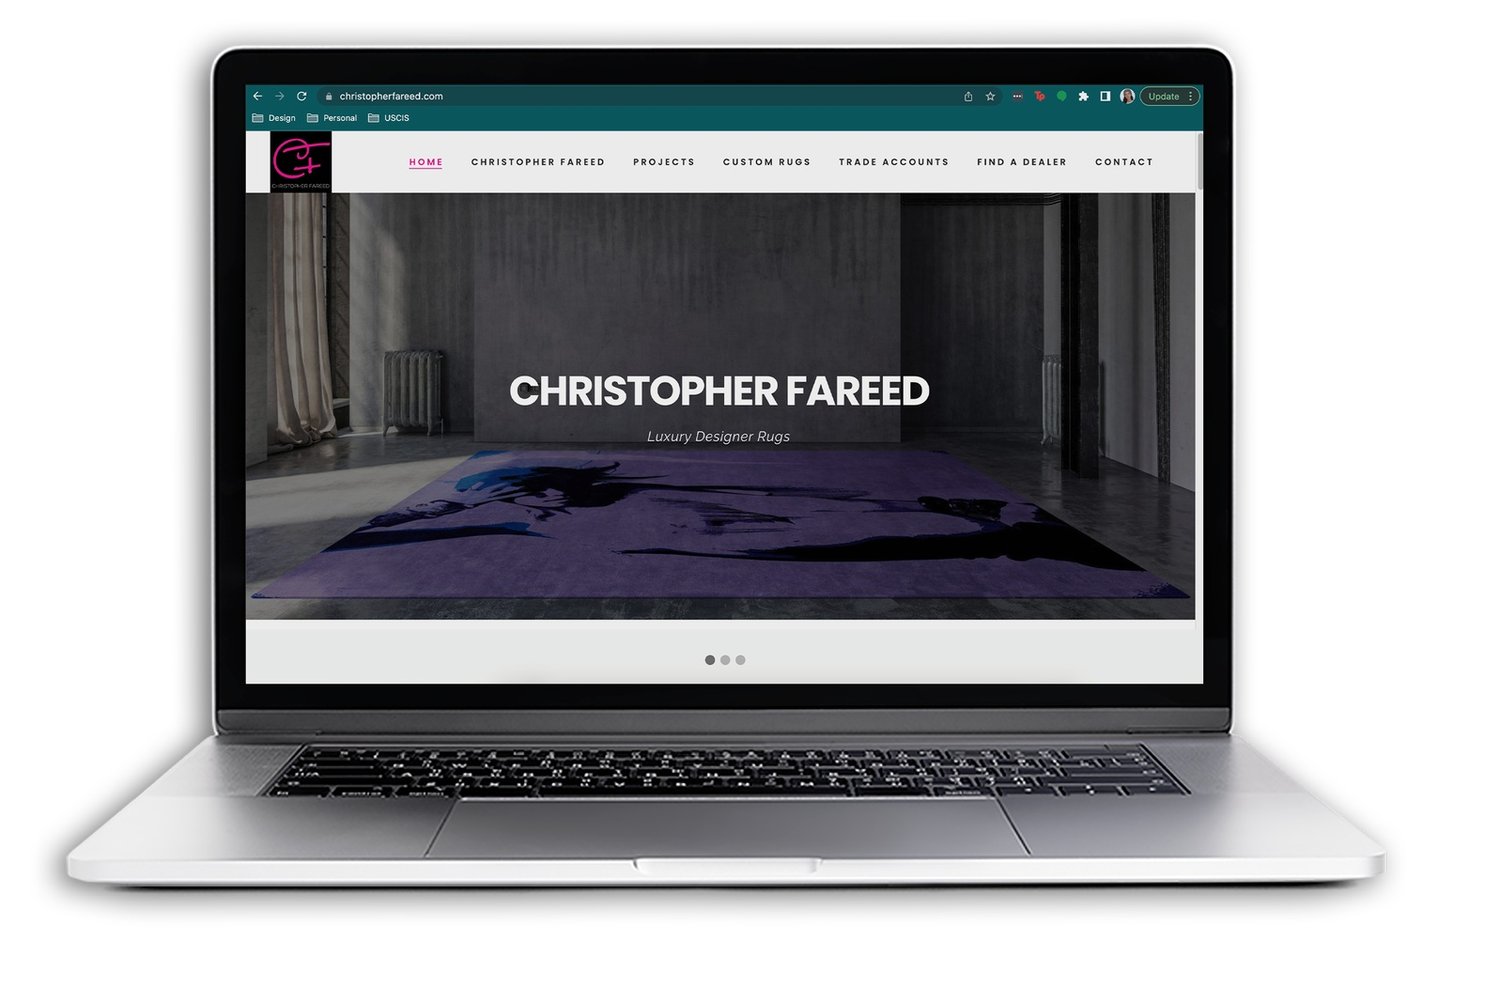 christopherfareed.com
Update
Design Personal USCIS
CHRISTOPHER FAREED
HOME CHRISTOPHER FAREED PROJECTS CUSTOM RUGS TRADE ACCOUNTS FIND A DEALER CONTACT
CHRISTOPHER FAREED
Luxury Designer Rugs